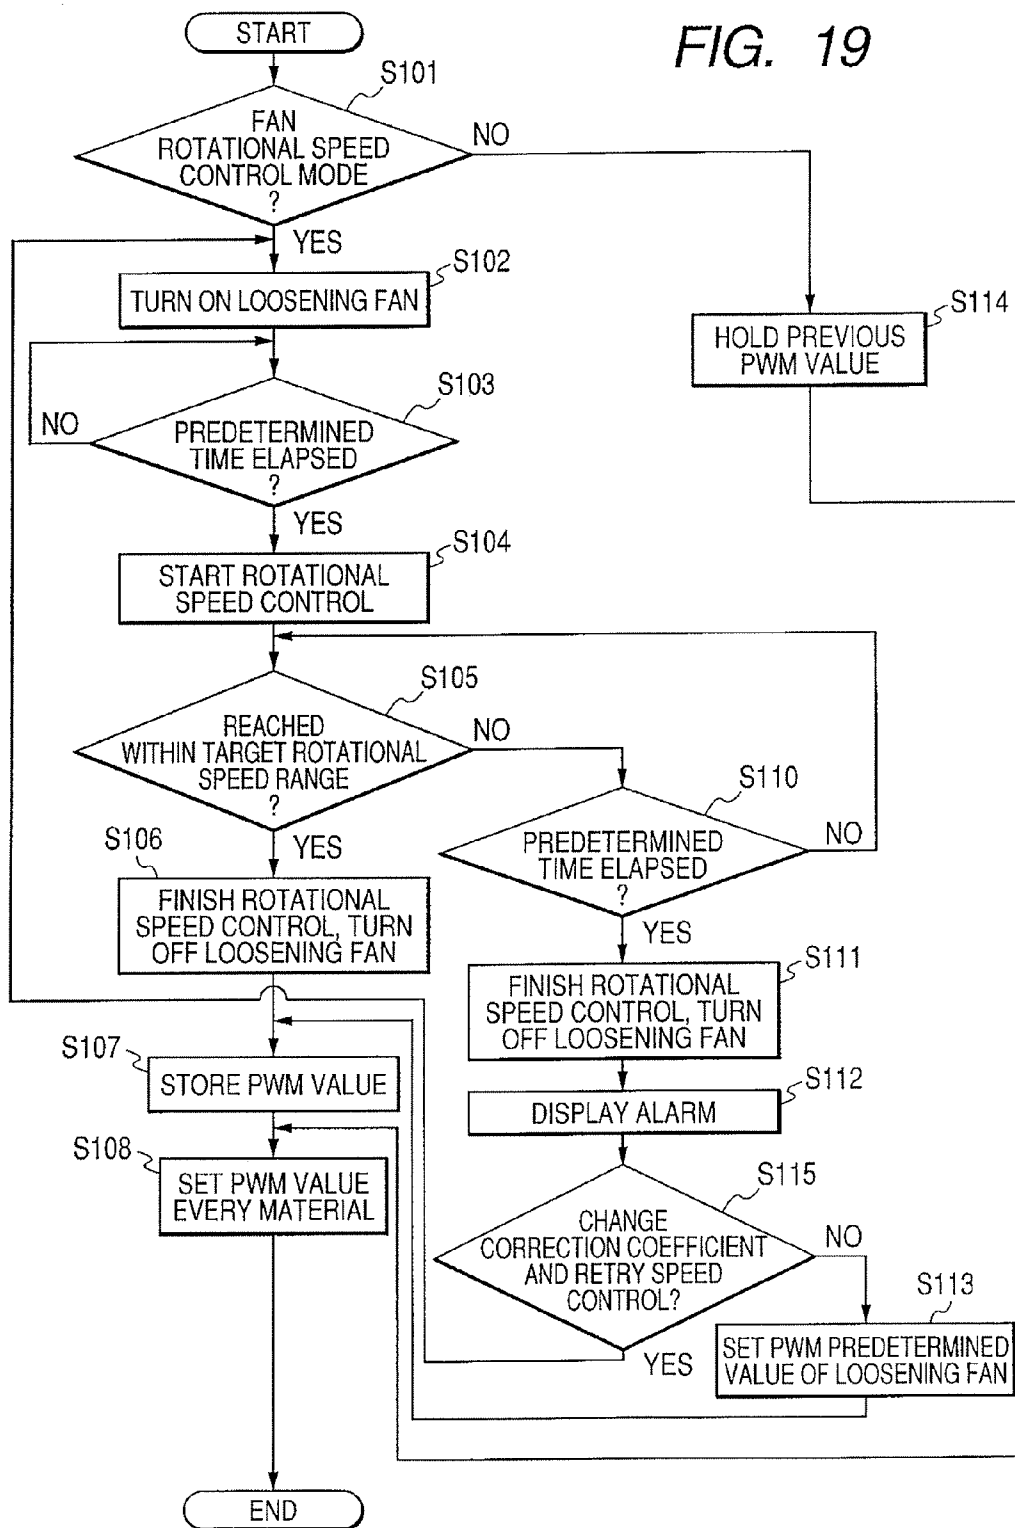 FIG. 19
START
S101
FAN
ROTATIONAL SPEED
CONTROL MODE
?
NO
YES
S102
TURN ON LOOSENING FAN
S114
HOLD PREVIOUS
PWM VALUE
S103
NO
PREDETERMINED
TIME ELAPSED
?
YES
S104
START ROTATIONAL
SPEED CONTROL
S105
REACHED
WITHIN TARGET ROTATIONAL
SPEED RANGE
?
NO
YES
S110
PREDETERMINED
TIME ELAPSED
?
NO
YES
S106
FINISH ROTATIONAL
SPEED CONTROL, TURN
OFF LOOSENING FAN
S111
FINISH ROTATIONAL
SPEED CONTROL, TURN
OFF LOOSENING FAN
S107
STORE PWM VALUE
S112
DISPLAY ALARM
S108
SET PWM VALUE
EVERY MATERIAL
S115
CHANGE
CORRECTION COEFFICIENT
AND RETRY SPEED
CONTROL?
NO
YES
S113
SET PWM PREDETERMINED
VALUE OF LOOSENING FAN
END